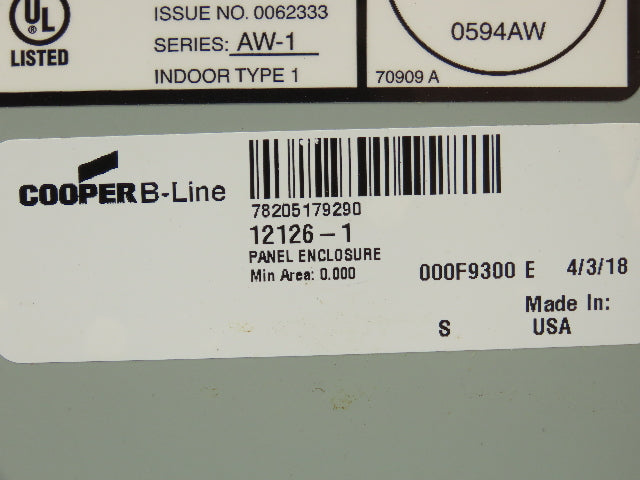 UL
®
LISTED
ISSUE NO. 0062333
SERIES: AW-1
INDOOR TYPE 1
0594AW
70909 A
COOPER B-Line
78205179290
12126-1
PANEL ENCLOSURE
Min Area: 0.000
000F9300 E 4/3/18
Made In:
S USA